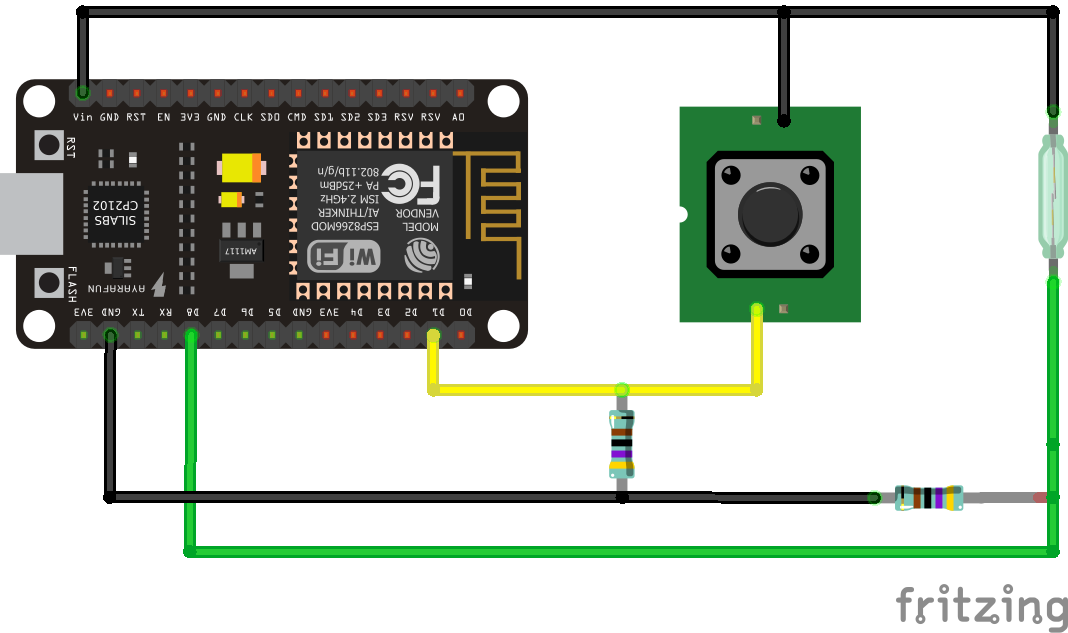 Vin GND RST EN 3V3 GND CLK SD0 CMD SD1 SD2 SD3 RSV RSV A0
RST
SILABS
CP2102
AM1117
802.11b/g/n
PA +25dBm
ISM 2.4GHz
AI/THINKER
ESP8266MOD
FC
VENDOR
MODEL
Wi Fi
FLASH
AYARAFUN
3V3 GND TX RX D8 D7 D6 D5 GND 3V3 D4 D3 D2 D1 D0
fritzing